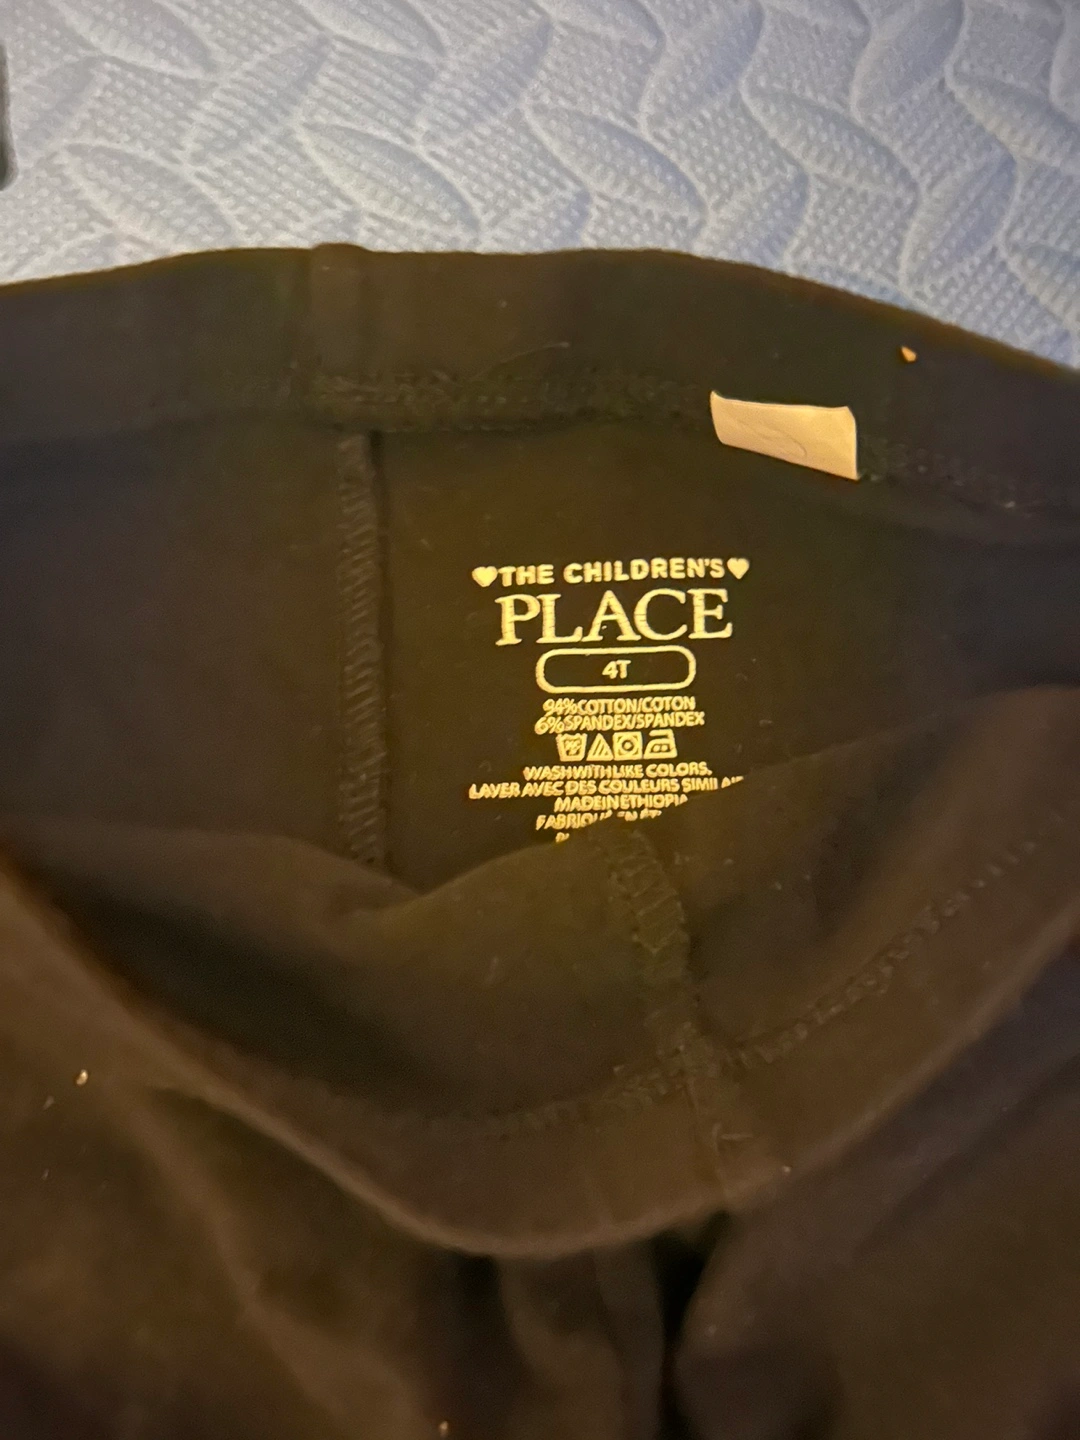 THE CHILDREN'S
PLACE
4T
94% COTTON/COTON
6% SPANDEX/SPANDEX
WASH WITH LIKE COLORS.
LAVER AVEC DES COULEURS
MADE IN ETHIOPIA